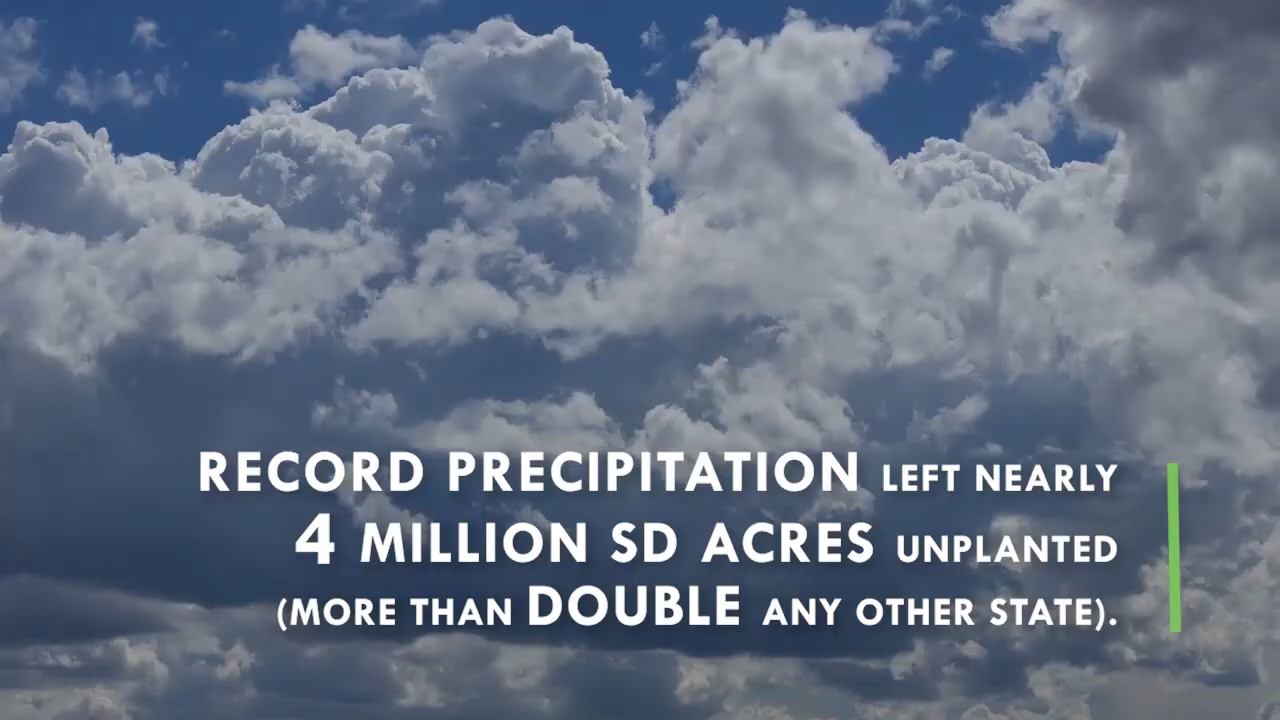 RECORD PRECIPITATION LEFT NEARLY
4 MILLION SD ACRES UNPLANTED
(MORE THAN DOUBLE ANY OTHER STATE).